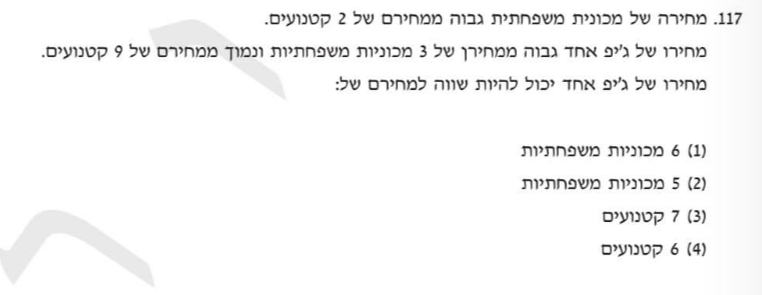 117. מחירה של מכונית משפחתית גבוה ממחירם של 2 קטנועים.
מחירו של ג'יפ אחד גבוה ממחירן של 3 מכוניות משפחתיות ונמוך ממחירם של 9 קטנועים.
מחירו של ג'יפ אחד יכול להיות שווה למחירם של:
(1) 6 מכוניות משפחתיות
(2) 5 מכוניות משפחתיות
(3) 7 קטנועים
(4) 6 קטנועים